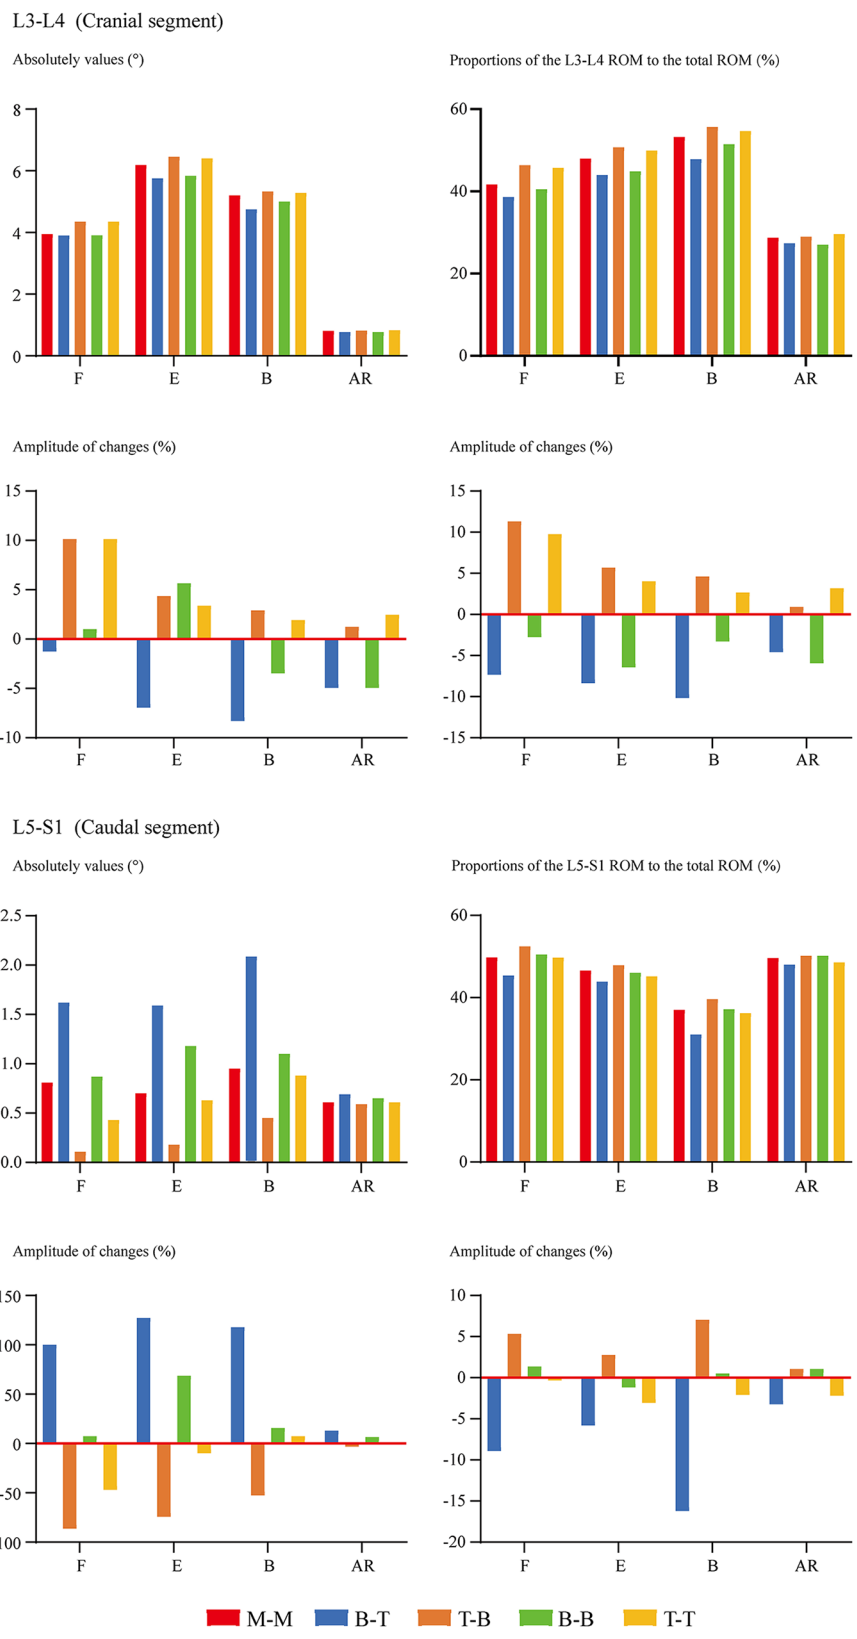 L3-L4 (Cranial segment)
Absolutely values (°)
Proportions of the L3-L4 ROM to the total ROM (%)
8
6
4
2
0
F E B AR
60
40
20
0
F E B AR
Amplitude of changes (%)
Amplitude of changes (%)
15
10
5
0
-5
-10
F E B AR
15
10
5
0
-5
-10
-15
F E B AR
L5-S1 (Caudal segment)
Absolutely values (°)
Proportions of the L5-S1 ROM to the total ROM (%)
2.5
2.0
1.5
1.0
0.5
0.0
F E B AR
60
40
20
0
F E B AR
Amplitude of changes (%)
Amplitude of changes (%)
150
100
50
0
-50
100
F E B AR
10
5
0
-5
-10
-15
-20
F E B AR
M-M B-T T-B B-B T-T